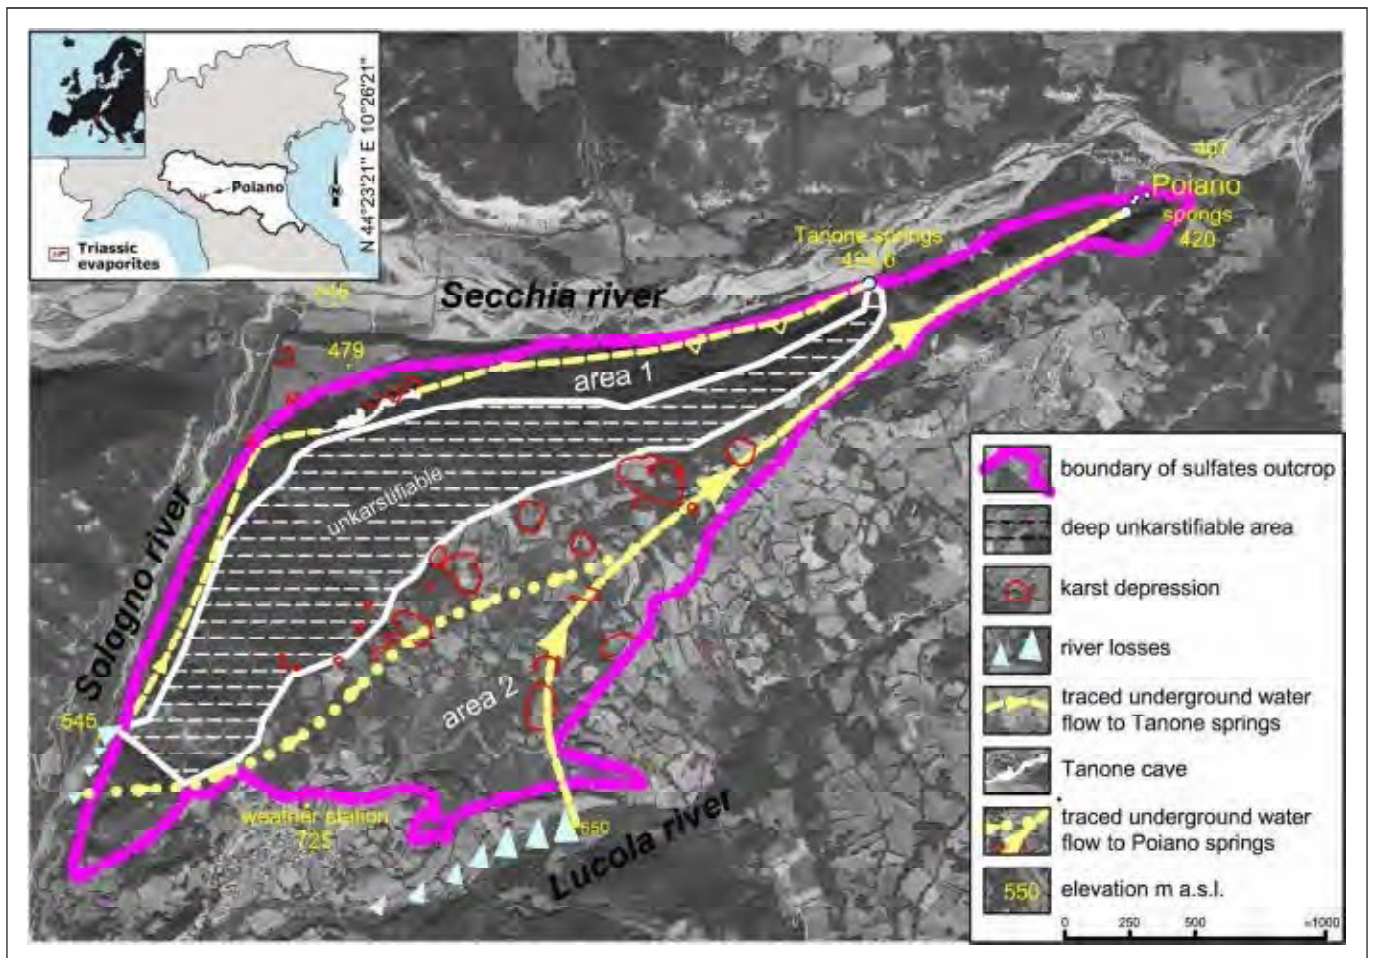 N 44°23'21" E 10°26'21"
Poiano
N
Triassic
evaporites
407
Poiano
springs
420
Tanone springs
Secchia river
479
area 1
unkarstifiable
Sologno river
area 2
545
weather station
725
550
Lucola river
boundary of sulfates outcrop
deep unkarstifiable area
karst depression
river losses
traced underground water
flow to Tanone springs
Tanone cave
traced underground water
flow to Poiano springs
550
elevation m a.s.l.
0 250 500